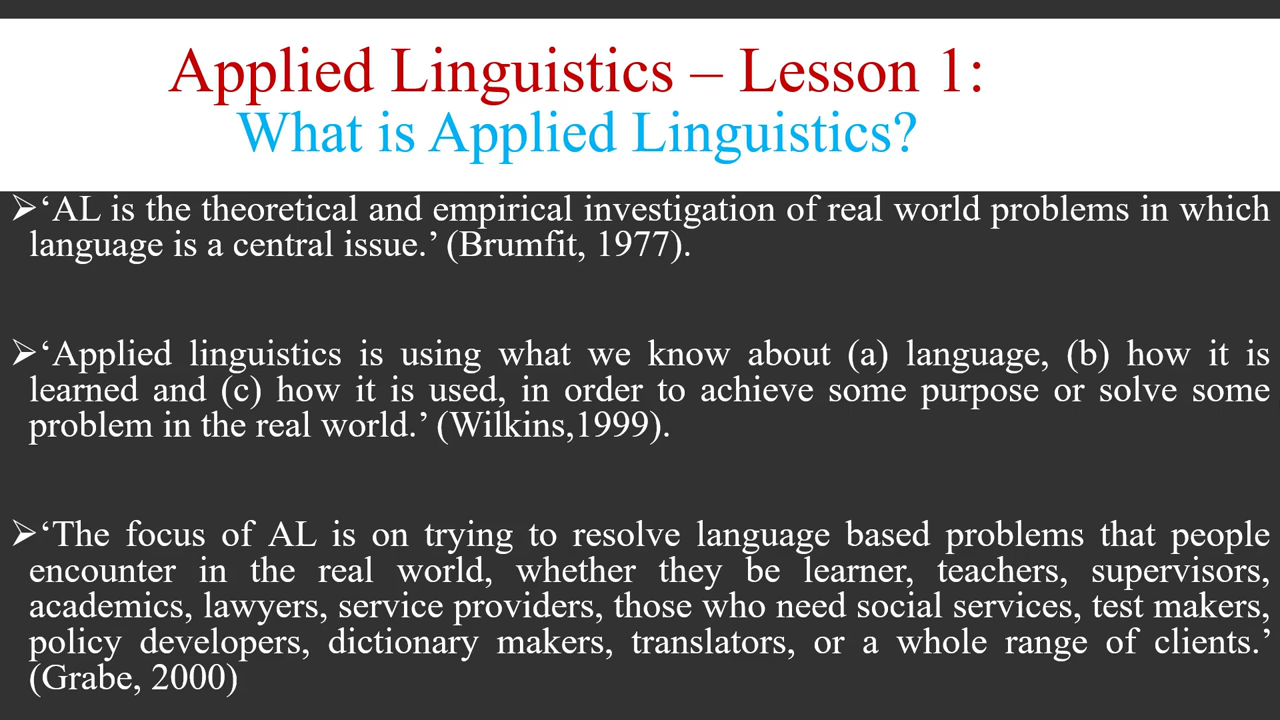 Applied Linguistics – Lesson 1:
What is Applied Linguistics?
➢‘AL is the theoretical and empirical investigation of real world problems in which
language is a central issue.’ (Brumfit, 1977).
➢‘Applied linguistics is using what we know about (a) language, (b) how it is
learned and (c) how it is used, in order to achieve some purpose or solve some
problem in the real world.’ (Wilkins,1999).
➢‘The focus of AL is on trying to resolve language based problems that people
encounter in the real world, whether they be learner, teachers, supervisors,
academics, lawyers, service providers, those who need social services, test makers,
policy developers, dictionary makers, translators, or a whole range of clients.’
(Grabe, 2000)